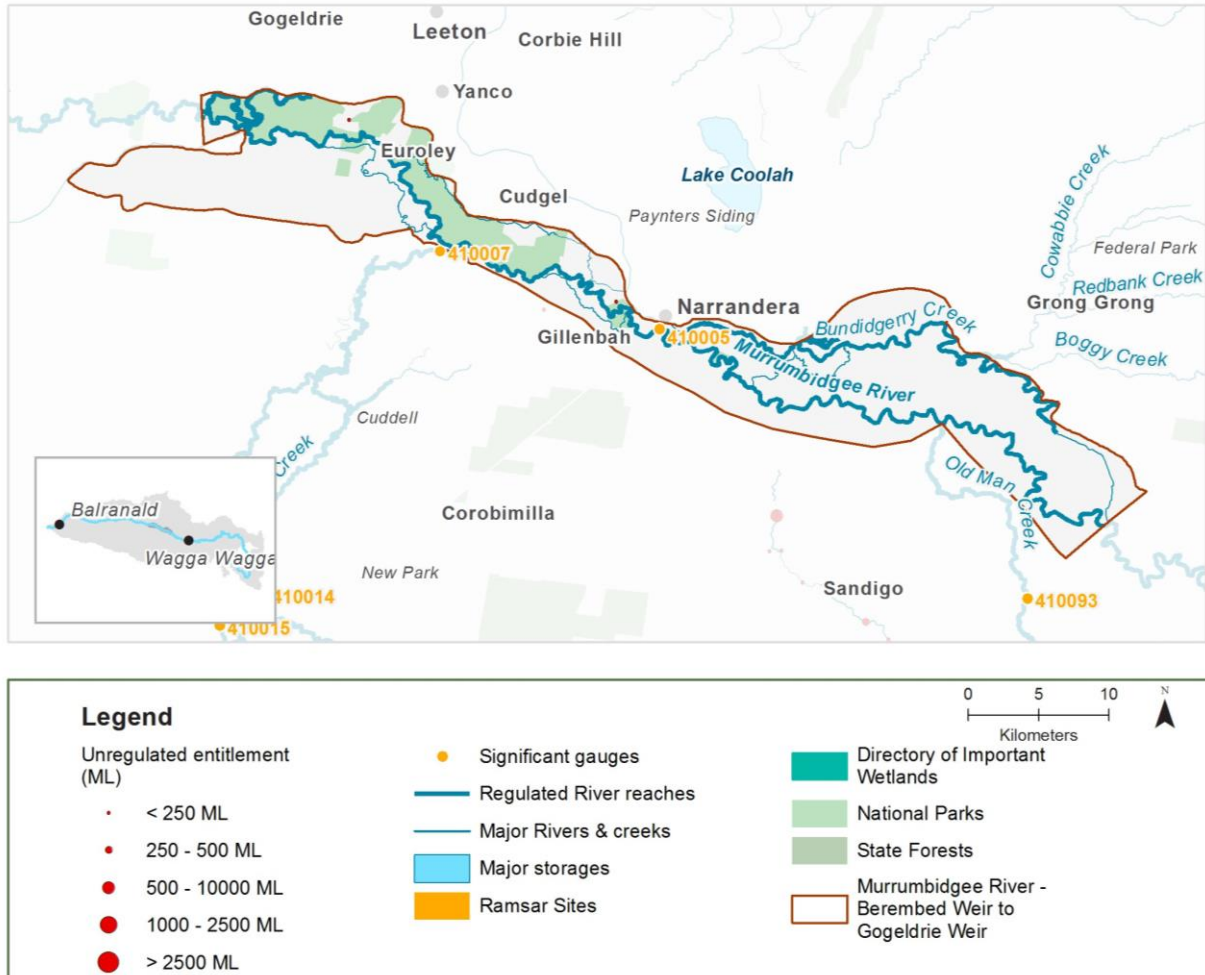 Gogeldrie
Leeton
Corbie Hill
Yanco
Euroley
Lake Coolah
Cudgel
Paynters Siding
Cowabbie Creek
Federal Park
Redbank Creek
Grong Grong
410007
Narrandera
Bundidgerry Creek
Boggy Creek
Gillenbah
410005
Murrumbidgee River
Cuddell
Creek
Old Man Creek
Corobimilla
Balranald
Wagga Wagga
New Park
Sandigo
410014
410015
410093
Legend
Unregulated entitlement
(ML)
< 250 ML
250 - 500 ML
500 - 10000 ML
1000 - 2500 ML
> 2500 ML
Significant gauges
Regulated River reaches
Major Rivers & creeks
Major storages
Ramsar Sites
0 5 10
Kilometers
N
Directory of Important
Wetlands
National Parks
State Forests
Murrumbidgee River -
Berembed Weir to
Gogeldrie Weir